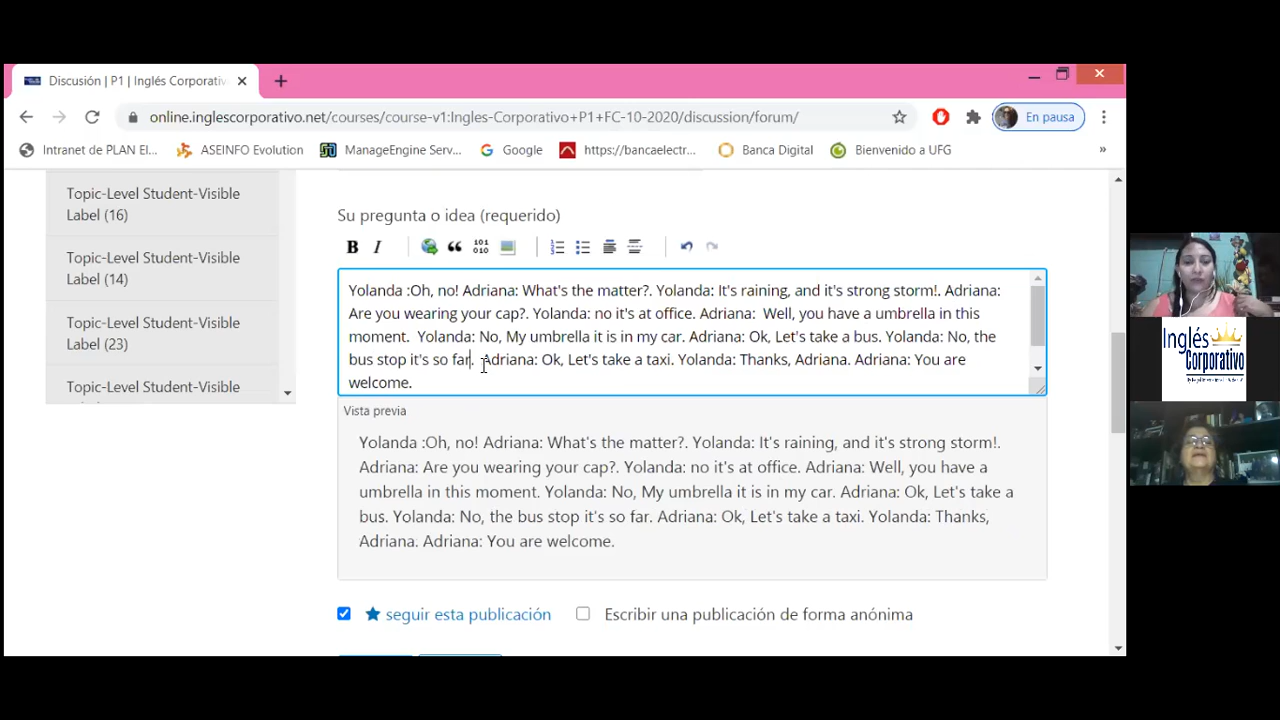 Discusión | P1 | Inglés Corporativ
online.inglescorporativo.net/courses/course-v1:Ingles-Corporativo+P1+FC-10-2020/discussion/forum/
En pausa
Intranet de PLAN El...
ASEINFO Evolution
ManageEngine Serv...
Google
https://bancaelectr...
Banca Digital
Bienvenido a UFG
»
Topic-Level Student-Visible
Label (16)
Topic-Level Student-Visible
Label (14)
Topic-Level Student-Visible
Label (23)
Topic-Level Student-Visible
Su pregunta o idea (requerido)
B I
Yolanda :Oh, no! Adriana: What's the matter?. Yolanda: It's raining, and it's strong storm!. Adriana:
Are you wearing your cap?. Yolanda: no it's at office. Adriana: Well, you have a umbrella in this
moment. Yolanda: No, My umbrella it is in my car. Adriana: Ok, Let's take a bus. Yolanda: No, the
bus stop it's so far. Adriana: Ok, Let's take a taxi. Yolanda: Thanks, Adriana. Adriana: You are
welcome.
Vista previa
Yolanda :Oh, no! Adriana: What's the matter?. Yolanda: It's raining, and it's strong storm!.
Adriana: Are you wearing your cap?. Yolanda: no it's at office. Adriana: Well, you have a
umbrella in this moment. Yolanda: No, My umbrella it is in my car. Adriana: Ok, Let's take a
bus. Yolanda: No, the bus stop it's so far. Adriana: Ok, Let's take a taxi. Yolanda: Thanks,
Adriana. Adriana: You are welcome.
seguir esta publicación
Escribir una publicación de forma anónima
Inglés
Corporativo